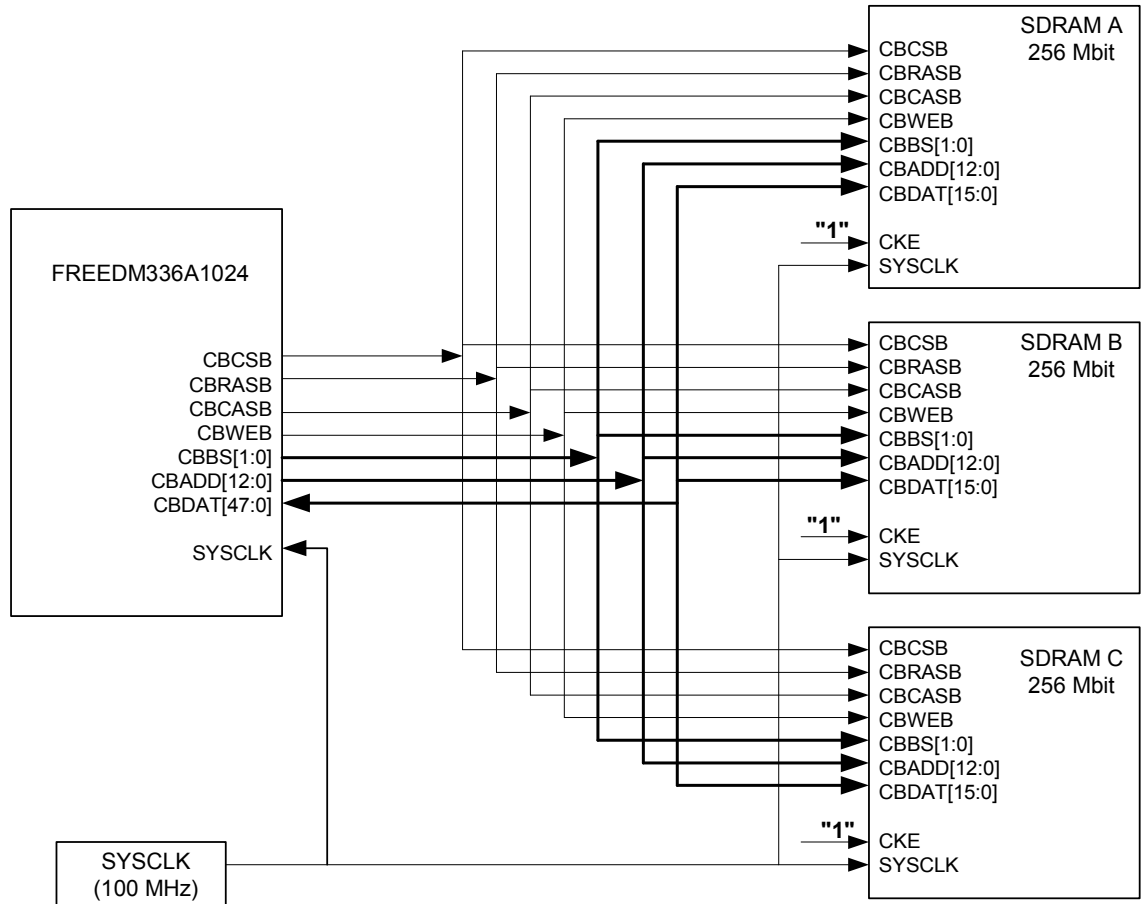 FREEDM336A1024
CBCSB
CBRASB
CBCASB
CBWEB
CBBS[1:0]
CBADD[12:0]
CBDAT[47:0]
SYSCLK
SYSCLK
(100 MHz)
SDRAM A
256 Mbit
CBCSB
CBRASB
CBCASB
CBWEB
CBBS[1:0]
CBADD[12:0]
CBDAT[15:0]
"1"
CKE
SYSCLK
SDRAM B
256 Mbit
CBCSB
CBRASB
CBCASB
CBWEB
CBBS[1:0]
CBADD[12:0]
CBDAT[15:0]
"1"
CKE
SYSCLK
SDRAM C
256 Mbit
CBCSB
CBRASB
CBCASB
CBWEB
CBBS[1:0]
CBADD[12:0]
CBDAT[15:0]
"1"
CKE
SYSCLK